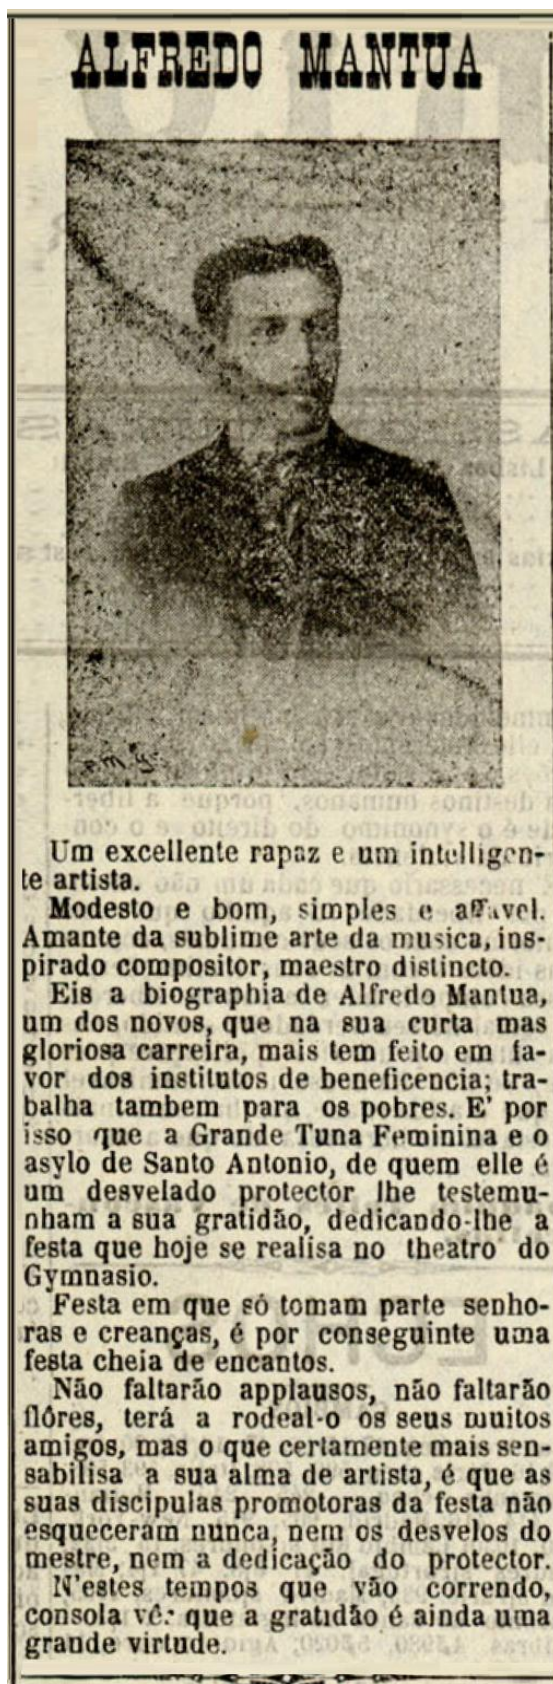 ALFREDO MANTUA
P. M. G.
Um excellente rapaz e um intelligen-
te artista.
Modesto e bom, simples e affavel.
Amante da sublime arte da musica, ins-
pirado compositor, maestro distincto.
Eis a biographia de Alfredo Mantua,
um dos novos, que na sua curta mas
gloriosa carreira, mais tem feito em fa-
vor dos institutos de beneficencia; tra-
balha tambem para os pobres. E' por
isso que a Grande Tuna Feminina e o
asylo de Santo Antonio, de quem elle é
um desvelado protector lhe testemu-
nham a sua gratidão, dedicando-lhe a
festa que hoje se realisa no theatro do
Gymnasio.
Festa em que só tomam parte senho-
ras e creanças, é por conseguinte uma
festa cheia de encantos.
Não faltarão applausos, não faltarão
flôres, terá a rodeal-o os seus muitos
amigos, mas o que certamente mais sen-
sabilisa a sua alma de artista, é que as
suas discipulas promotoras da festa não
esqueceram nunca, nem os desvelos do
mestre, nem a dedicação do protector.
N'estes tempos que vão correndo,
consola vêr que a gratidão é ainda uma
grande virtude.